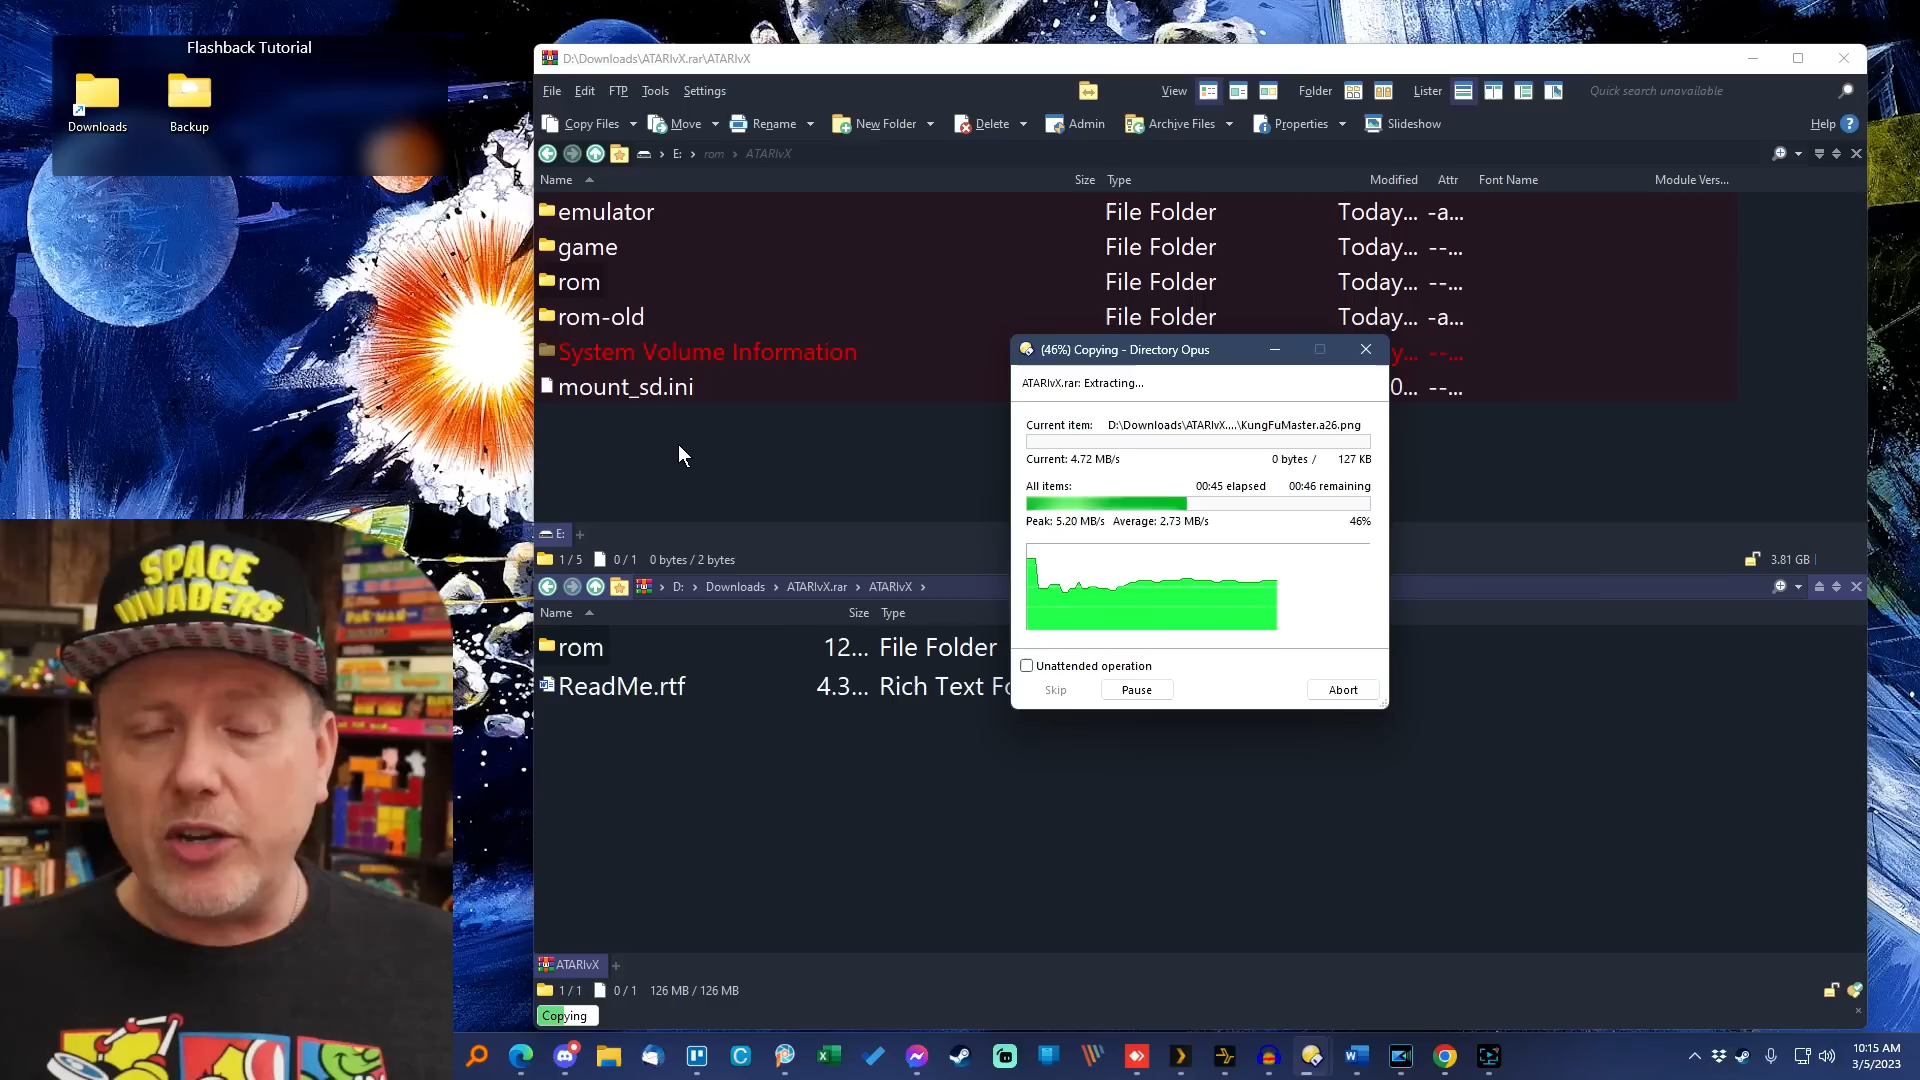 Flashback Tutorial
Downloads
Backup
D:\Downloads\ATARIvX.rar\ATARIvX
File Edit FTP Tools Settings
View Folder Lister Quick search unavailable
Copy Files Move Rename New Folder Delete Admin Archive Files Properties Slideshow Help
E: rom ATARIvX
Name Size Type Modified Attr Font Name Module Vers...
emulator File Folder Today... -a...
game File Folder Today... --...
rom File Folder Today... --...
rom-old File Folder Today... -a...
System Volume Information y... --...
mount_sd.ini 0... --...
(46%) Copying - Directory Opus
ATARIvX.rar: Extracting...
Current item: D:\Downloads\ATARIvX....\KungFuMaster.a26.png
Current: 4.72 MB/s 0 bytes / 127 KB
All items: 00:45 elapsed 00:46 remaining
Peak: 5.20 MB/s Average: 2.73 MB/s 46%
Unattended operation
Skip Pause Abort
E:
1 / 5 0 / 1 0 bytes / 2 bytes 3.81 GB
D: Downloads ATARIvX.rar ATARIvX
Name Size Type
rom 12... File Folder
ReadMe.rtf 4.3... Rich Text Fo
ATARIvX
1 / 1 0 / 1 126 MB / 126 MB
Copying
SPACE
INVADERS
10:15 AM
3/5/2023